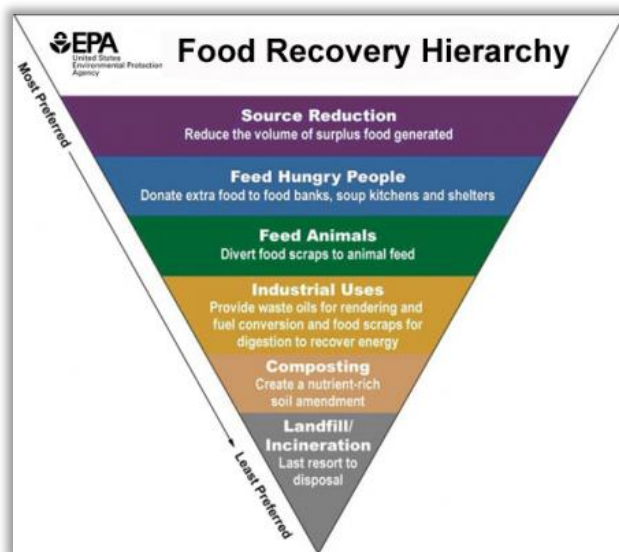 EPA
United States
Environmental Protection
Agency
Food Recovery Hierarchy
Most Preferred
Source Reduction
Reduce the volume of surplus food generated
Feed Hungry People
Donate extra food to food banks, soup kitchens and shelters
Feed Animals
Divert food scraps to animal feed
Industrial Uses
Provide waste oils for rendering and
fuel conversion and food scraps for
digestion to recover energy
Composting
Create a nutrient-rich
soil amendment
Landfill/
Incineration
Last resort to
disposal
Least Preferred